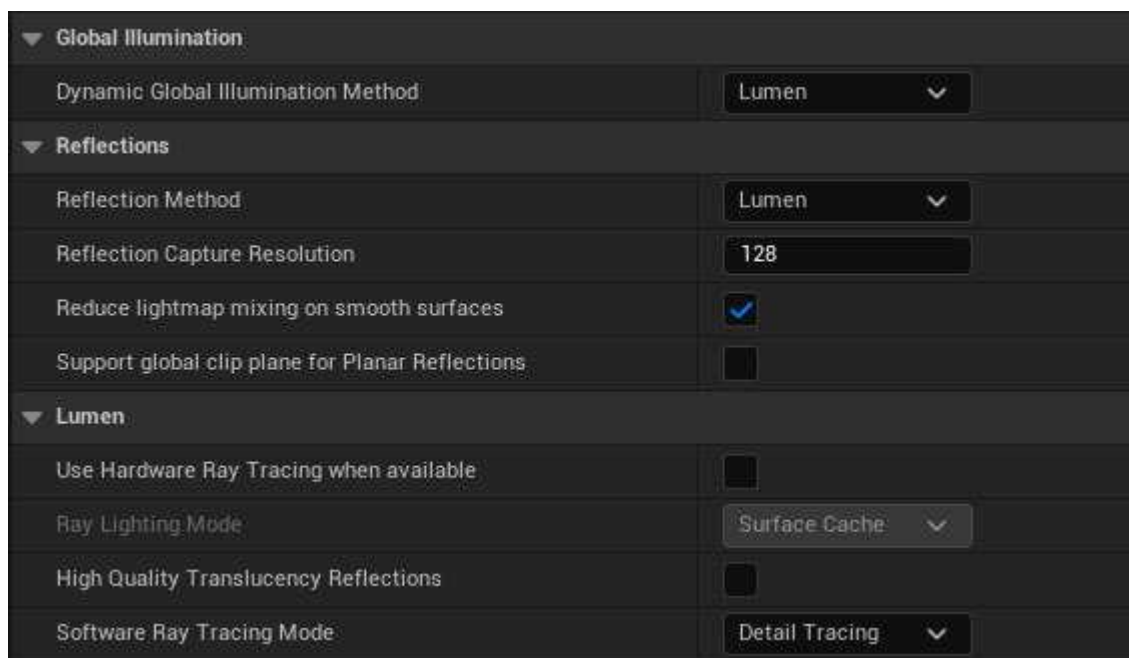 Global Illumination
Dynamic Global Illumination Method Lumen
Reflections
Reflection Method Lumen
Reflection Capture Resolution 128
Reduce lightmap mixing on smooth surfaces
Support global clip plane for Planar Reflections
Lumen
Use Hardware Ray Tracing when available
Ray Lighting Mode Surface Cache
High Quality Translucency Reflections
Software Ray Tracing Mode Detail Tracing